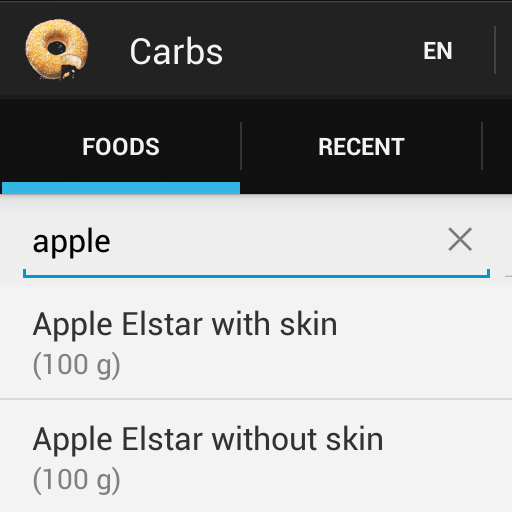 Carbs EN
FOODS RECENT
apple
Apple Elstar with skin
(100 g)
Apple Elstar without skin
(100 g)